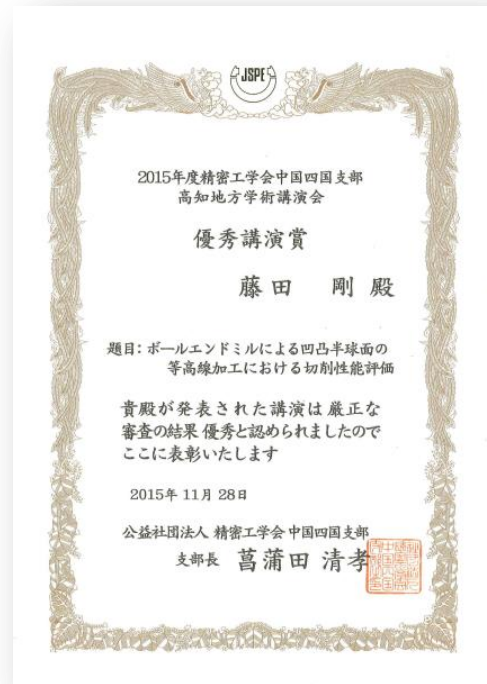 JSPE
2015年度精密工学会中国四国支部
高知地方学術講演会
優秀講演賞
藤田 剛 殿
題目：ボールエンドミルによる凹凸半球面の
等高線加工における切削性能評価
貴殿が発表された講演は 厳正な
審査の結果 優秀と認められましたので
ここに表彰いたします
2015年 11月 28日
公益社団法人 精密工学会 中国四国支部
支部長 菖蒲田 清孝